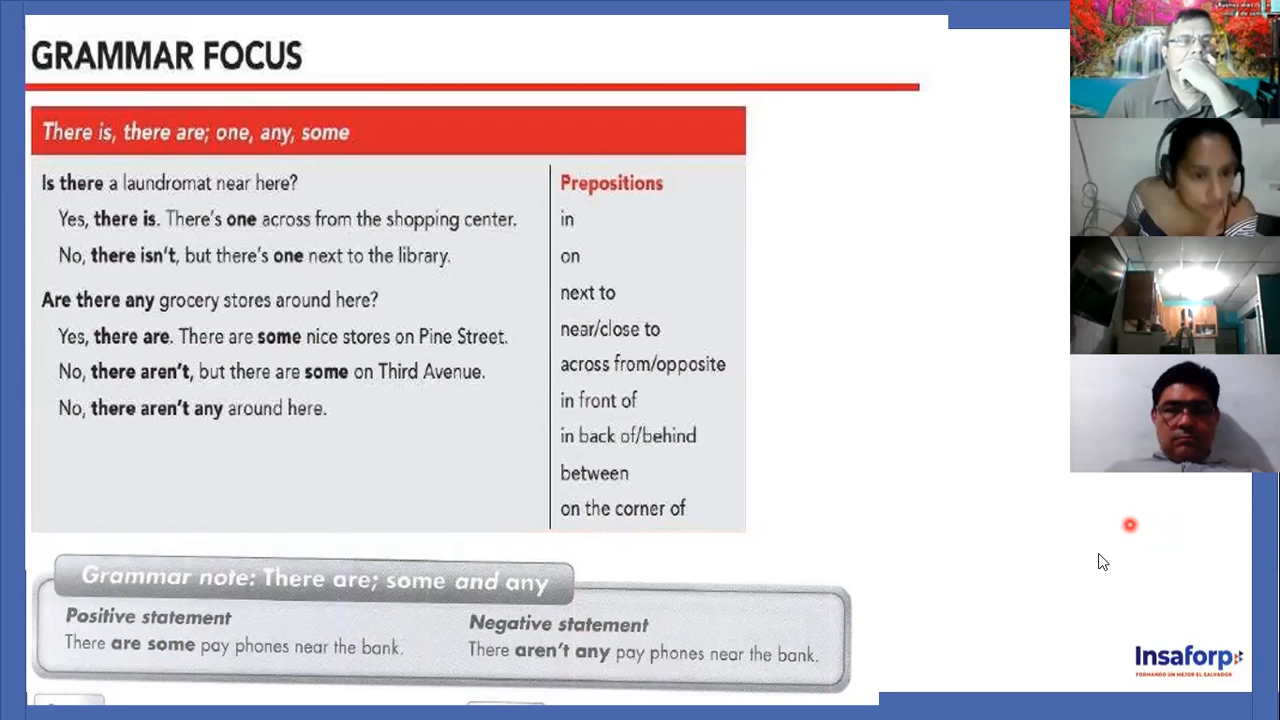 GRAMMAR FOCUS
There is, there are; one, any, some
Is there a laundromat near here?
Yes, there is. There's one across from the shopping center.
No, there isn't, but there's one next to the library.
Are there any grocery stores around here?
Yes, there are. There are some nice stores on Pine Street.
No, there aren't, but there are some on Third Avenue.
No, there aren't any around here.
Prepositions
in
on
next to
near/close to
across from/opposite
in front of
in back of/behind
between
on the corner of
Grammar note: There are; some and any
Positive statement
There are some pay phones near the bank.
Negative statement
There aren't any pay phones near the bank.
Insaforp
FORMANDO UN MEJOR EL SALVADOR